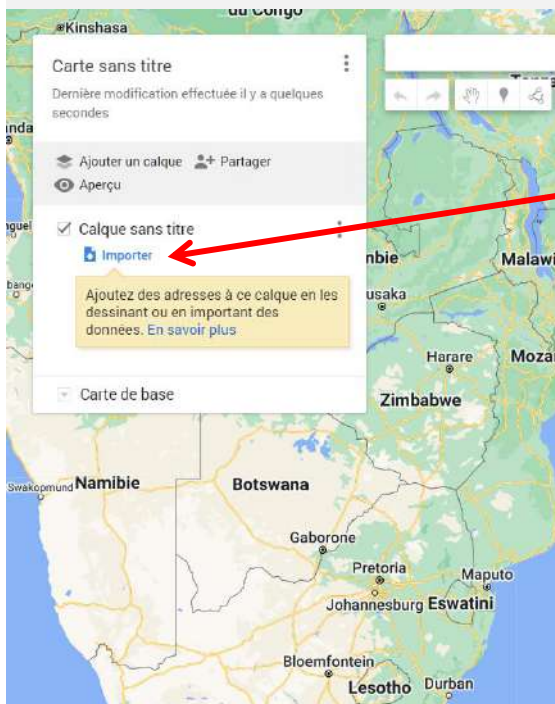 du Congo
Kinshasa
Carte sans titre
Dernière modification effectuée il y a quelques
secondes
anda
Ajouter un calque
Partager
Aperçu
nguel
Calque sans titre
Importer
Ajoutez des adresses à ce calque en les
dessinant ou en important des
données. En savoir plus
Carte de base
nbie
Malawi
usaka
Harare
Moza
Zimbabwe
Swakopmund
Namibie
Botswana
Gaborone
Pretoria
Maputo
Johannesburg
Eswatini
Bloemfontein
Lesotho
Durban